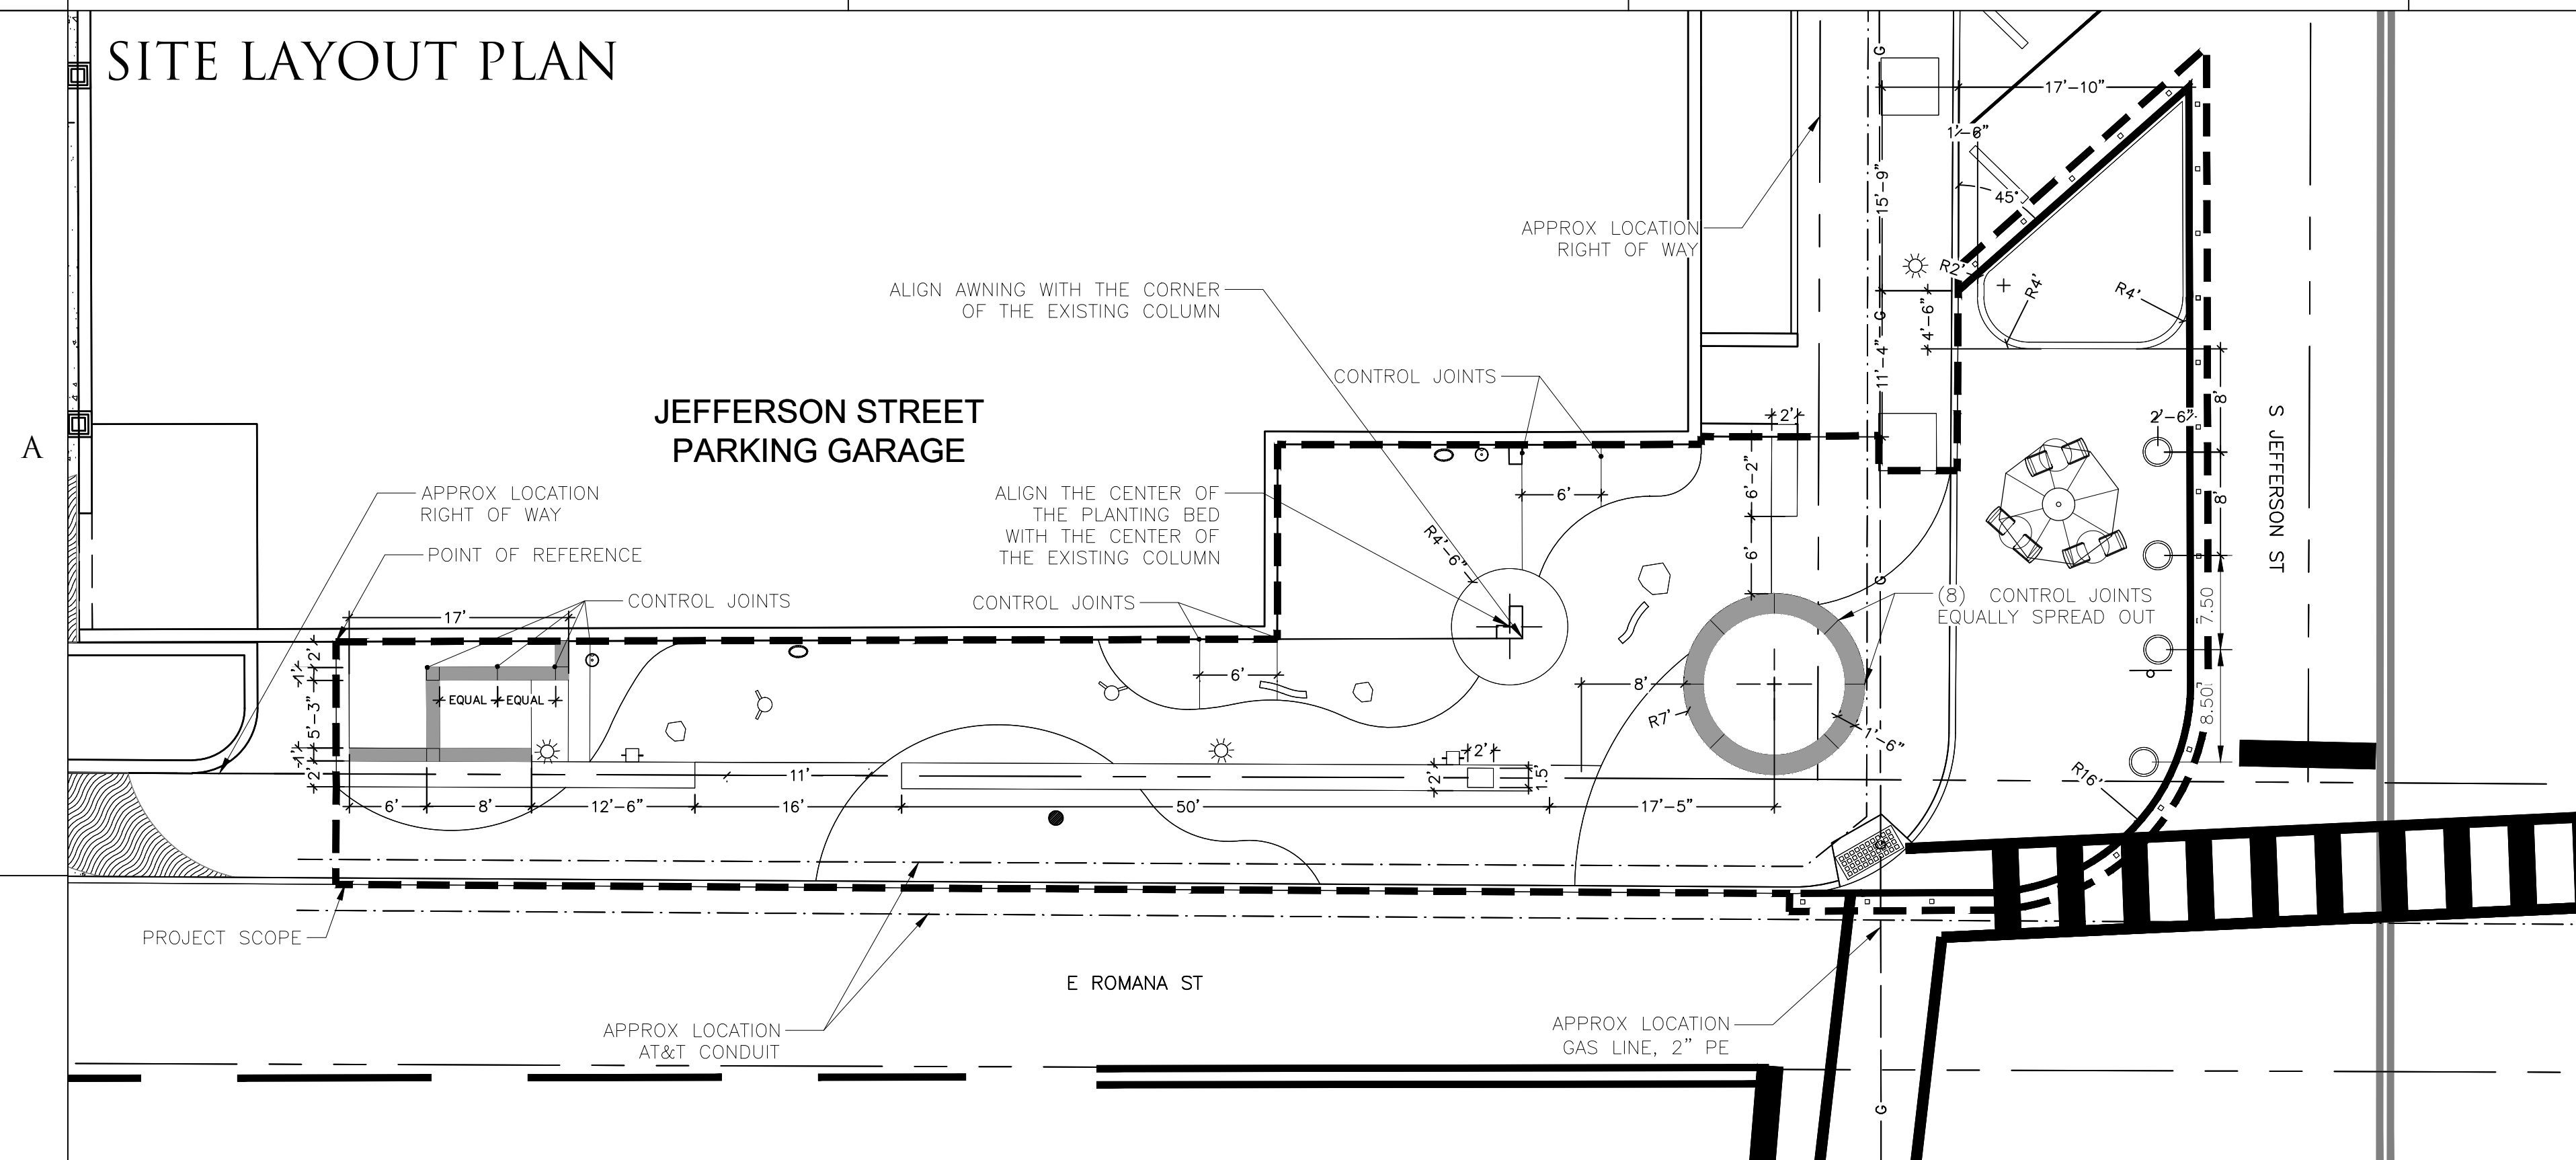 SITE LAYOUT PLAN
G
17'-10"
1'-6"
15'-9"
45°
APPROX LOCATION
RIGHT OF WAY
R2'
R4'
R4'
ALIGN AWNING WITH THE CORNER
OF THE EXISTING COLUMN
4'-6"
G
11'-4"
CONTROL JOINTS
JEFFERSON STREET
PARKING GARAGE
A
2'
2'-6"
8'
S JEFFERSON ST
6'-2"
6'
8'
APPROX LOCATION
RIGHT OF WAY
ALIGN THE CENTER OF
THE PLANTING BED
WITH THE CENTER OF
THE EXISTING COLUMN
R4'-6"
POINT OF REFERENCE
6'
G
(8) CONTROL JOINTS
EQUALLY SPREAD OUT
7.50
17'
CONTROL JOINTS
CONTROL JOINTS
2'
1'
6'
8'
EQUAL
EQUAL
5'-3"
R7'
8.50'
1'-6"
1'
2'
11'
2'
2'
1.5'
R16'
6'
8'
12'-6"
16'
50'
17'-5"
PROJECT SCOPE
E ROMANA ST
APPROX LOCATION
AT&T CONDUIT
APPROX LOCATION
GAS LINE, 2" PE
G